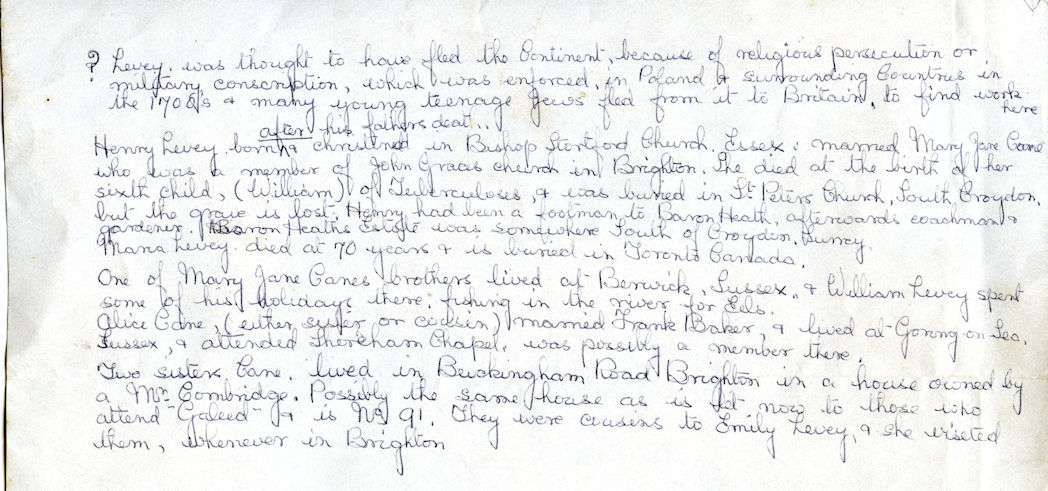 ? Levey. was thought to have fled the Continent, because of religious persecution or
military, conscription, which was enforced, in Poland & surrounding Countries in
the 1700s & many young teenage Jews fled from it to Britain, to find work
here
after his fathers deat..
Henry Levey. born & christened in Bishop Stortford Church. Essex: married Mary Jane Cane
who was a member of John Graces church in Brighton. She died at the birth of her
sixth child, (William) of Tuberculoses, & was buried in St Peters Church, South, Croydon.
but the grave is lost. Henry had been a footman, to Baron Heath, afterwards coachman &
gardener. Baron Heaths Estate was somewhere South of Croydon. Surrey.
Maria Levey. died at 70 years & is buried in Toronto Canada.
One of Mary Jane Canes brothers lived at Berwick, Sussex., & William Levey spent
some of his holidays there. fishing in the river for Eels.
Alice Cane, (either sister or cousin) married Frank Baker, & lived at Goring-on Sea,
Sussex, & attended Shoreham Chapel. was possibly a member there.
Two sisters Cane. lived in Buckingham Road Brighton in a house owned by
a Mr Combridge. Possibly the same house as is let now to those who
attend "Galeed" & is No 91. They were cousins to Emily Levey, & she viseted
them, whenever in Brighton